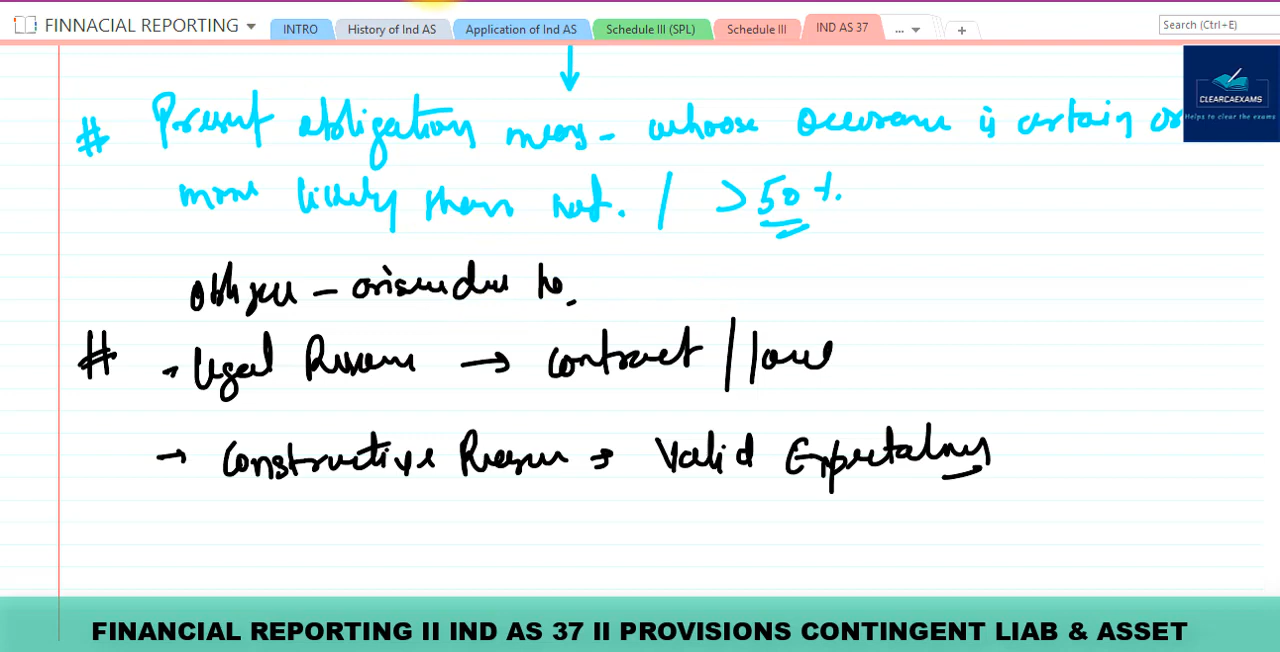 FINNACIAL REPORTING
INTRO
History of Ind AS
Application of Ind AS
Schedule III (SPL)
Schedule III
IND AS 37
...
+
Search (Ctrl+E)
CLEARCAEXAMS
Helps to clear the exams
# Present obligation means - whose occurance is certain or
more likely than not. / >50%.
- arises due to.
# Legal Reason → contract / law
→ Constructive Reason → Valid Expectations
FINANCIAL REPORTING II IND AS 37 II PROVISIONS CONTINGENT LIAB & ASSET